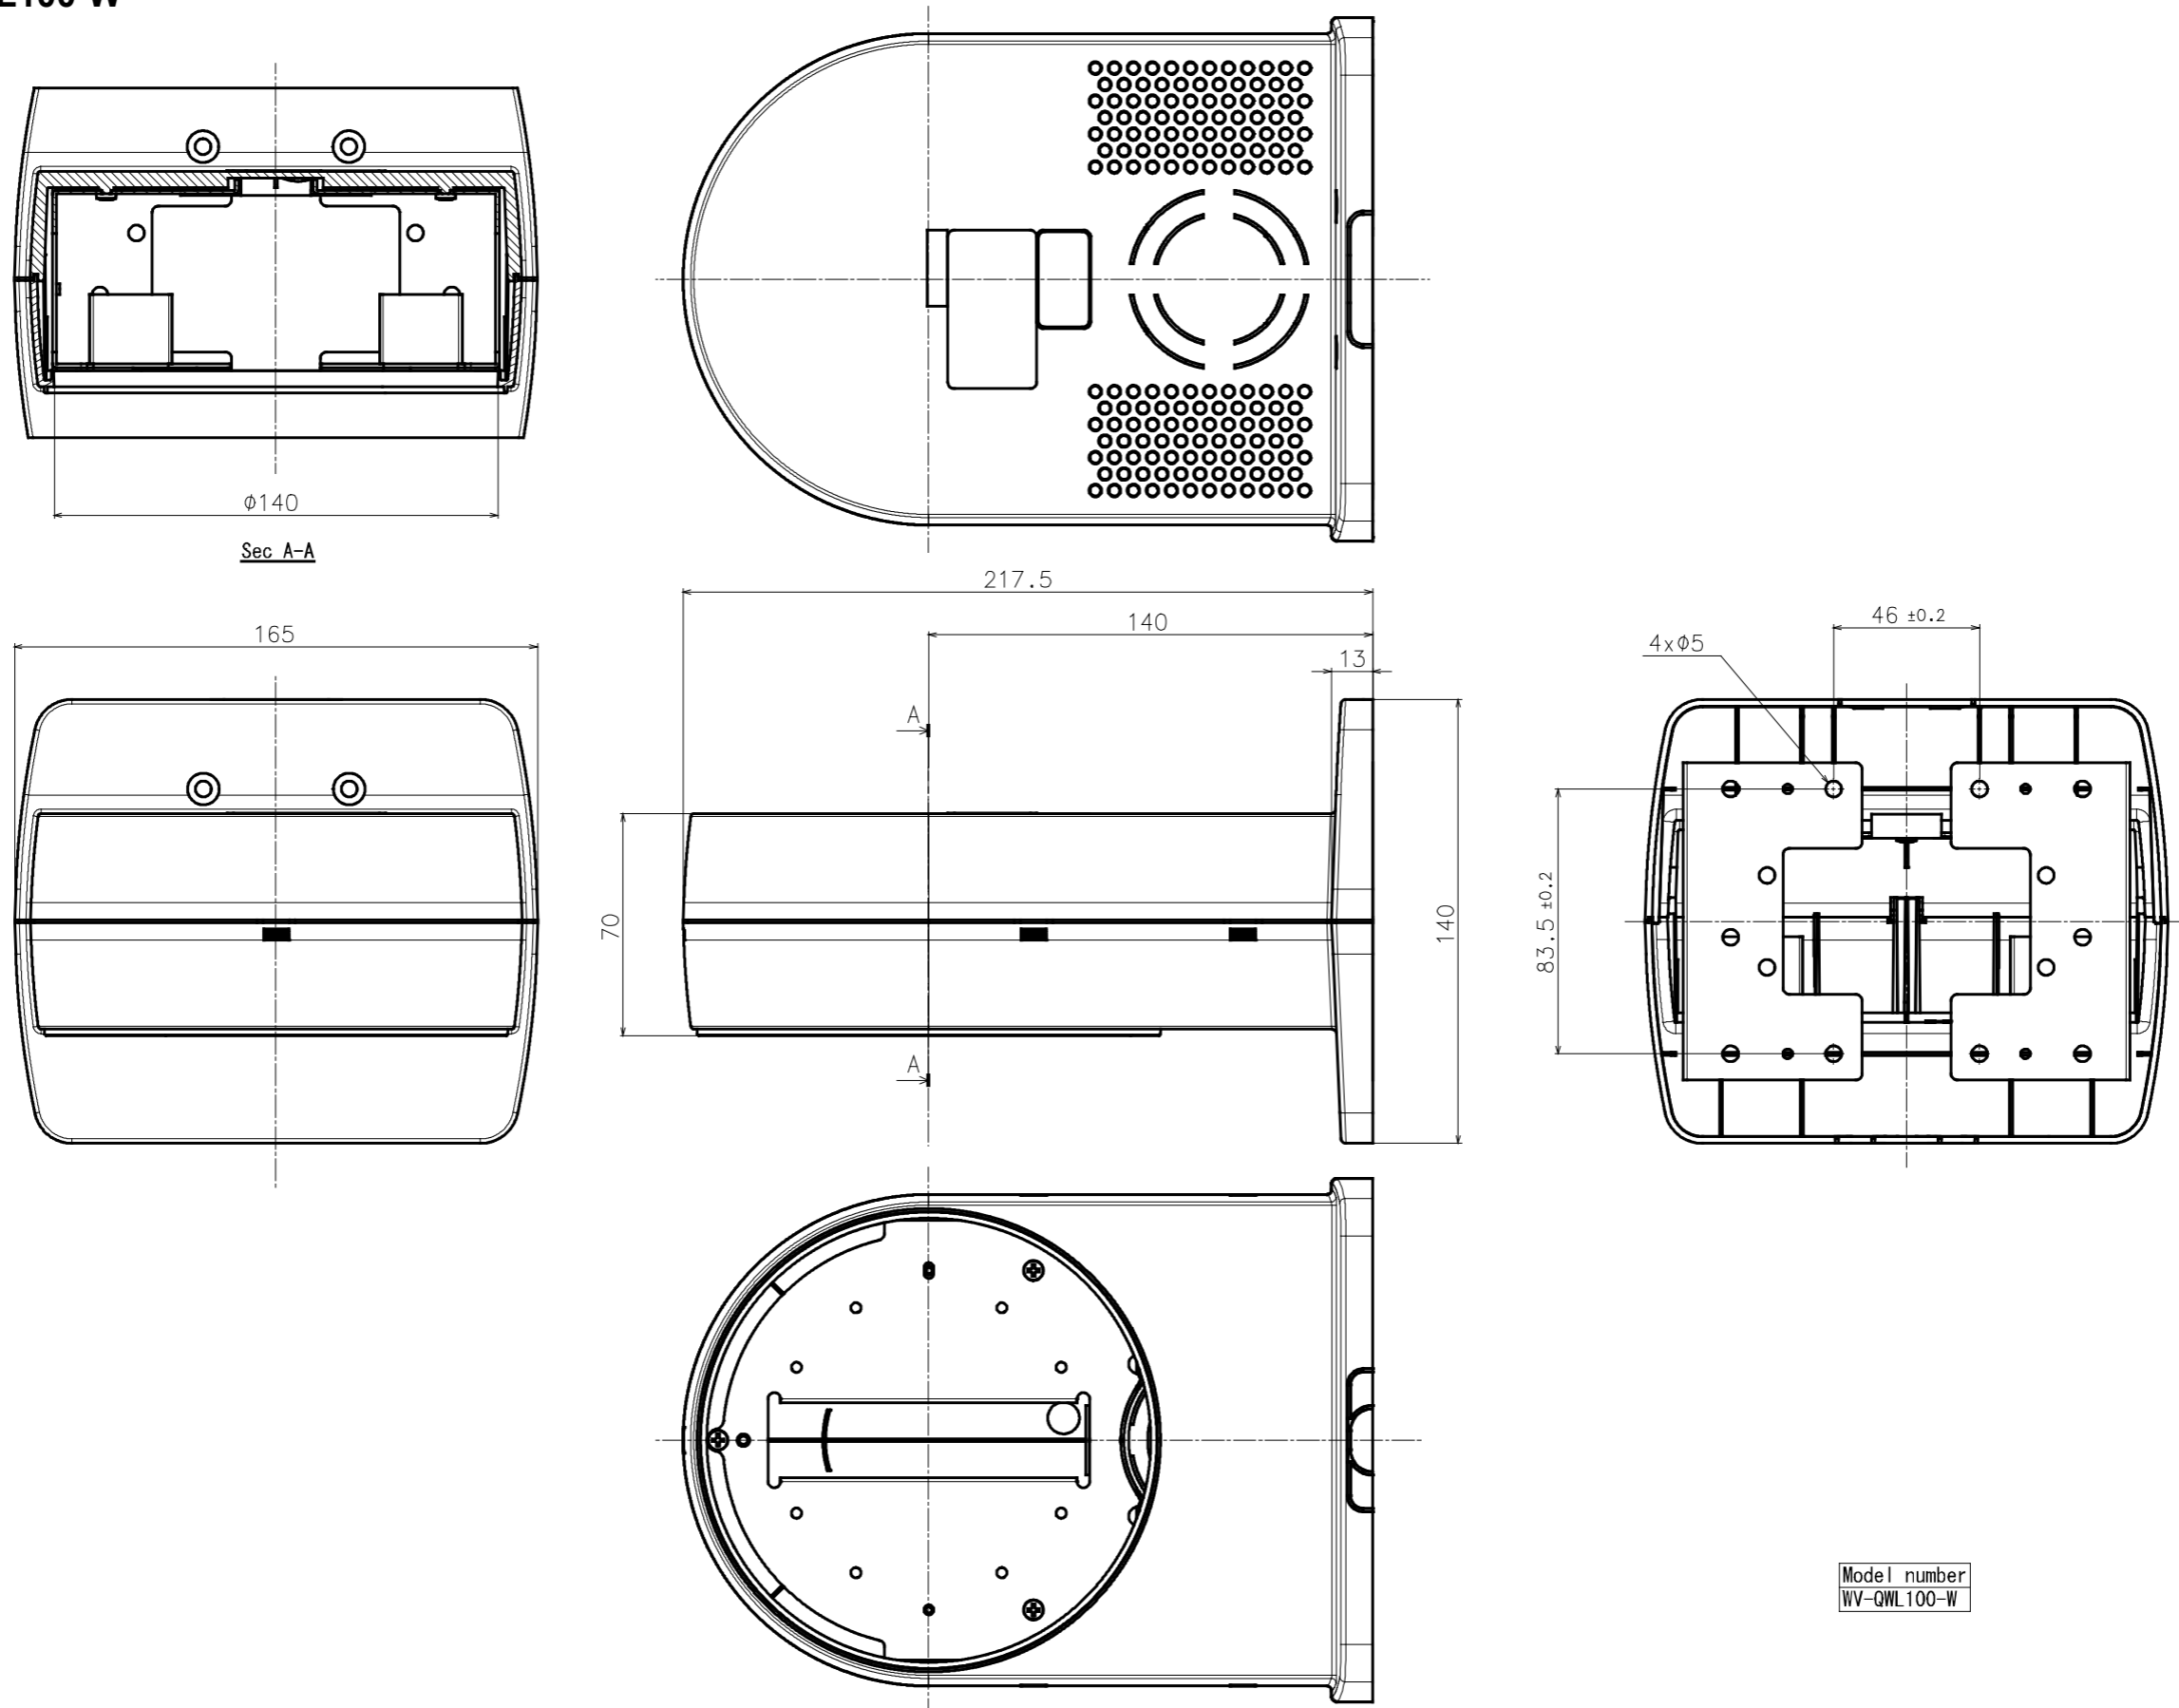 φ140
Sec A-A
217.5
165
140
46 ±0.2
4xφ5
13
A
70
140
83.5 ±0.2
A
Model number
WV-QWL100-W